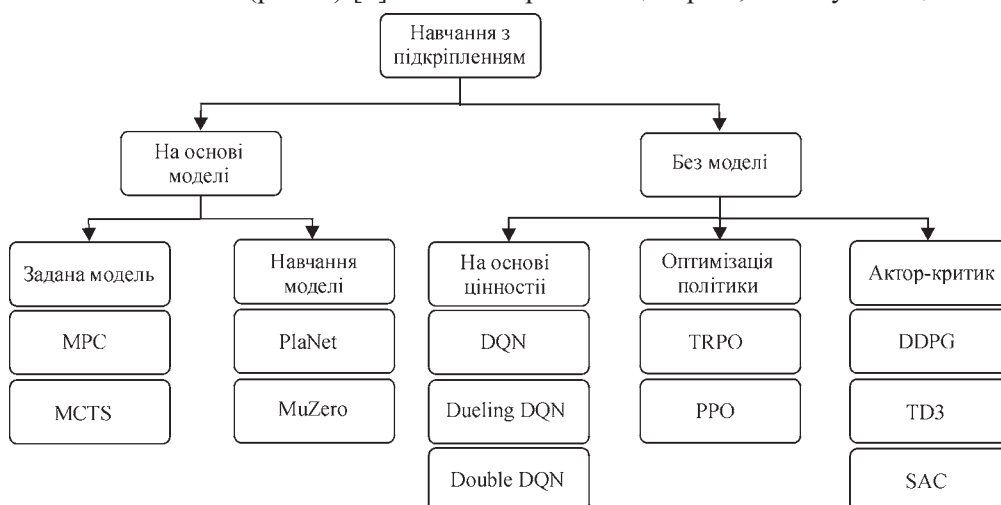 Навчання з
підкріпленням
На основі
моделі
Без моделі
Задана модель
Навчання
моделі
На основі
цінностіі
Оптимізація
політики
Актор-критик
MPC
PlaNet
DQN
TRPO
DDPG
MCTS
MuZero
Dueling DQN
PPO
TD3
Double DQN
SAC